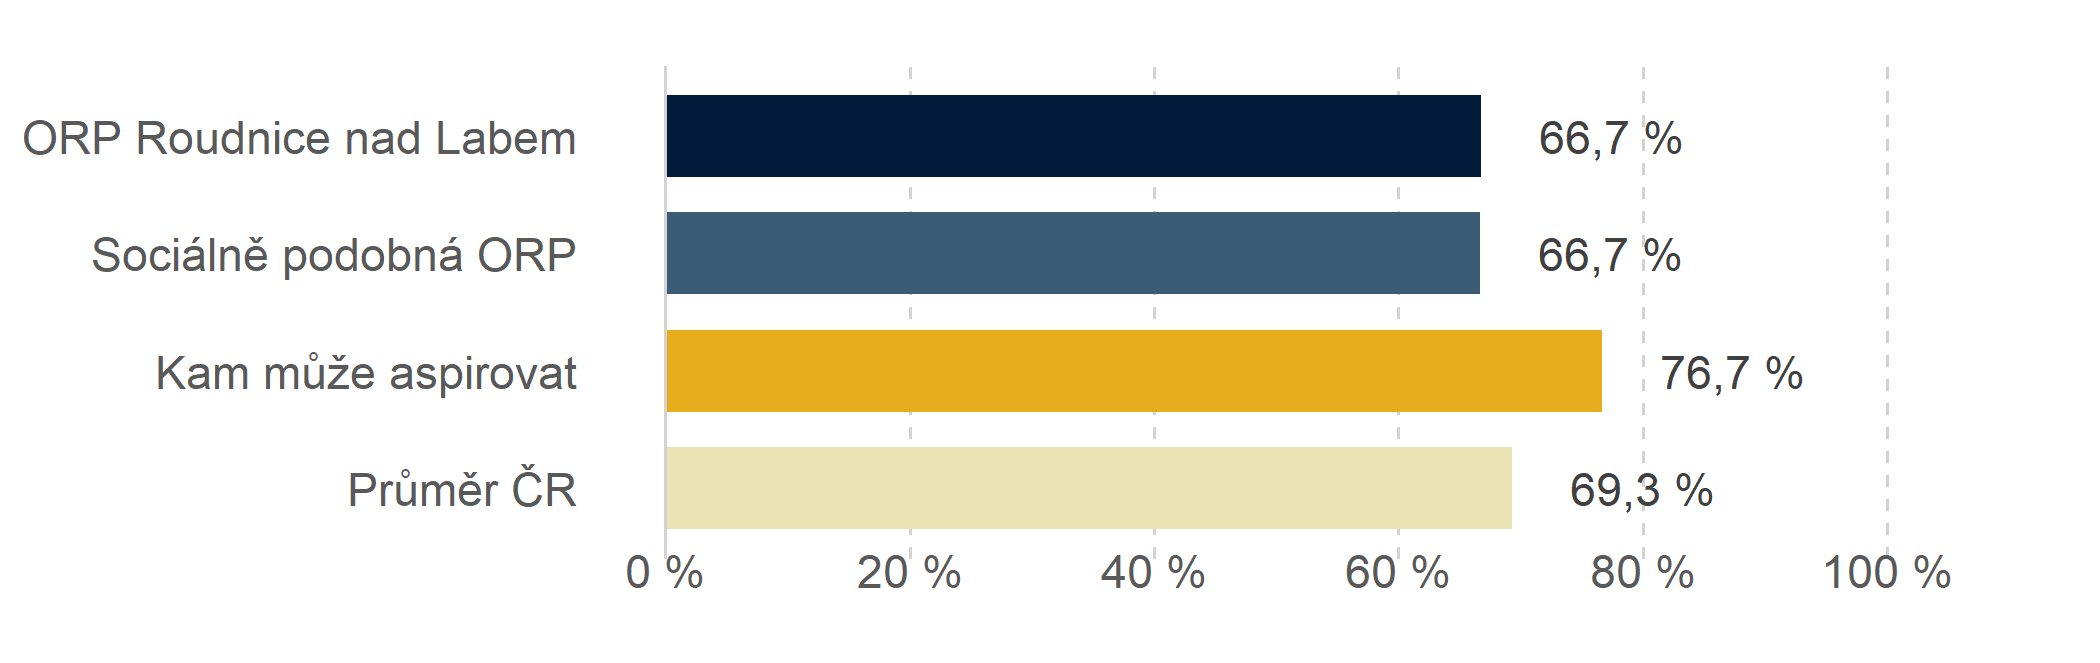 ORP Roudnice nad Labem 66,7 %
Sociálně podobná ORP 66,7 %
Kam může aspirovat 76,7 %
Průměr ČR 69,3 %
0 % 20 % 40 % 60 % 80 % 100 %